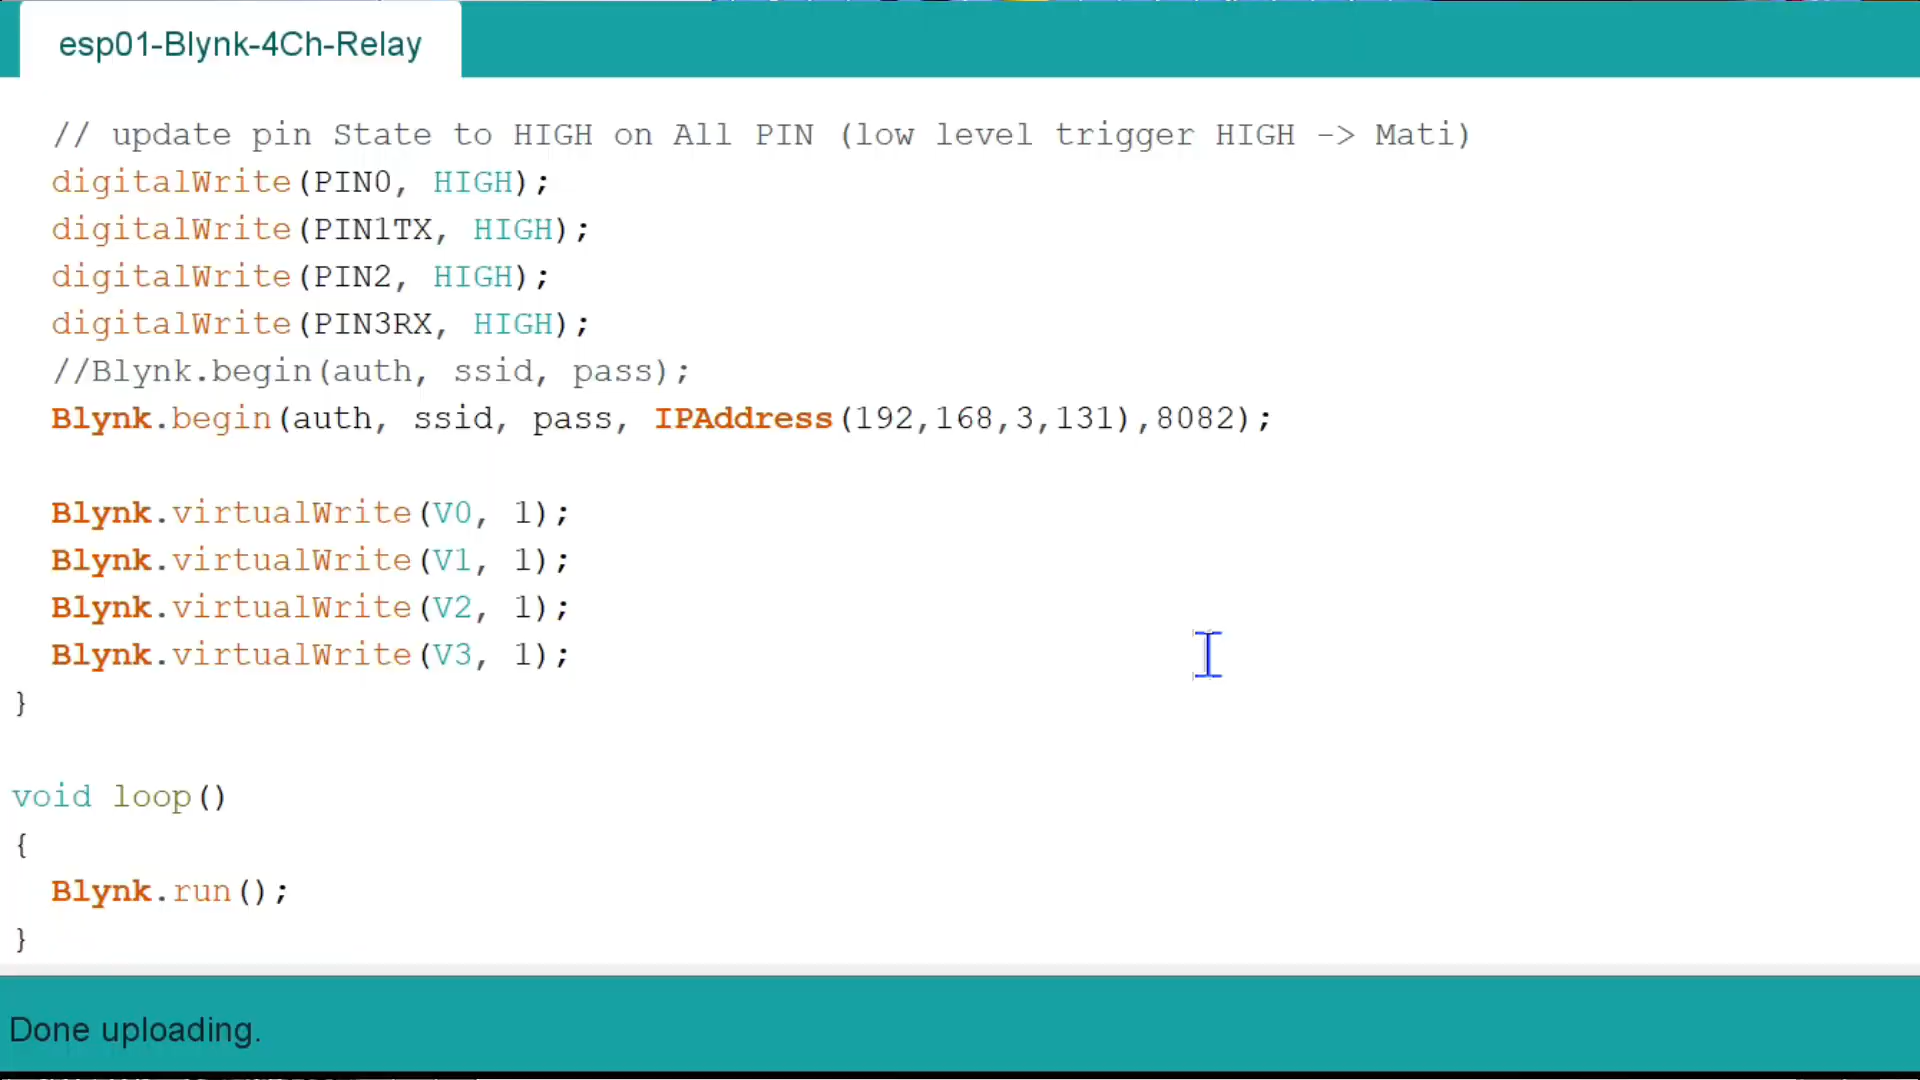 esp01-Blynk-4Ch-Relay
// update pin State to HIGH on All PIN (low level trigger HIGH -> Mati)
digitalWrite(PIN0, HIGH);
digitalWrite(PIN1TX, HIGH);
digitalWrite(PIN2, HIGH);
digitalWrite(PIN3RX, HIGH);
//Blynk.begin(auth, ssid, pass);
Blynk.begin(auth, ssid, pass, IPAddress(192,168,3,131),8082);
Blynk.virtualWrite(V0, 1);
Blynk.virtualWrite(V1, 1);
Blynk.virtualWrite(V2, 1);
Blynk.virtualWrite(V3, 1);
}
void loop()
{
Blynk.run();
}
Done uploading.